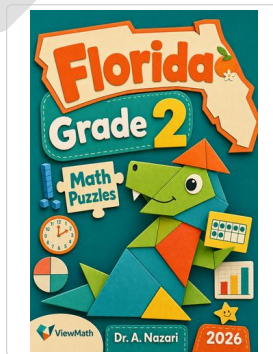 Florida
Grade 2
Math
Puzzles
ViewMath
Dr. A. Nazari
2026